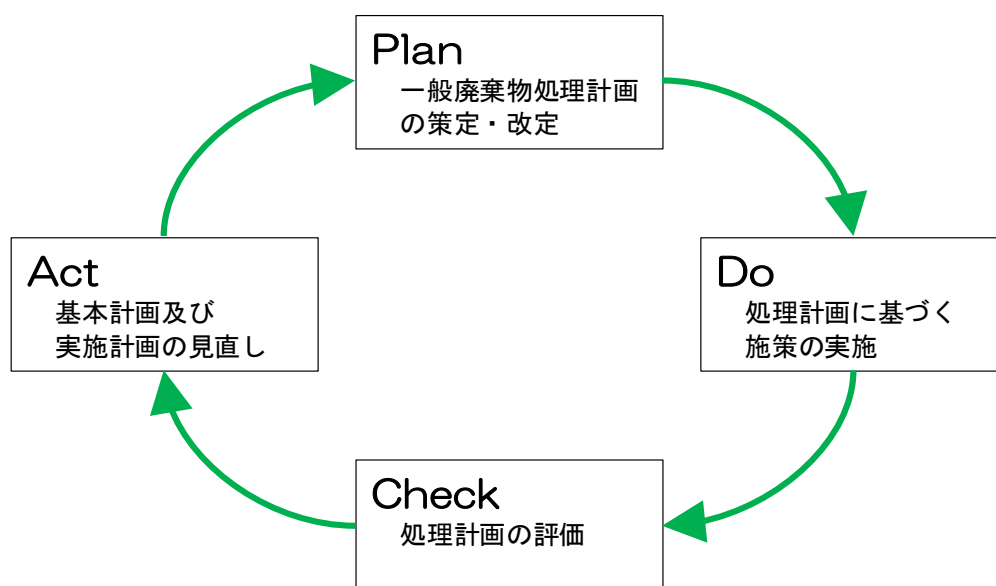 Plan
一般廃棄物処理計画
の策定・改定
Act
基本計画及び
実施計画の見直し
Do
処理計画に基づく
施策の実施
Check
処理計画の評価